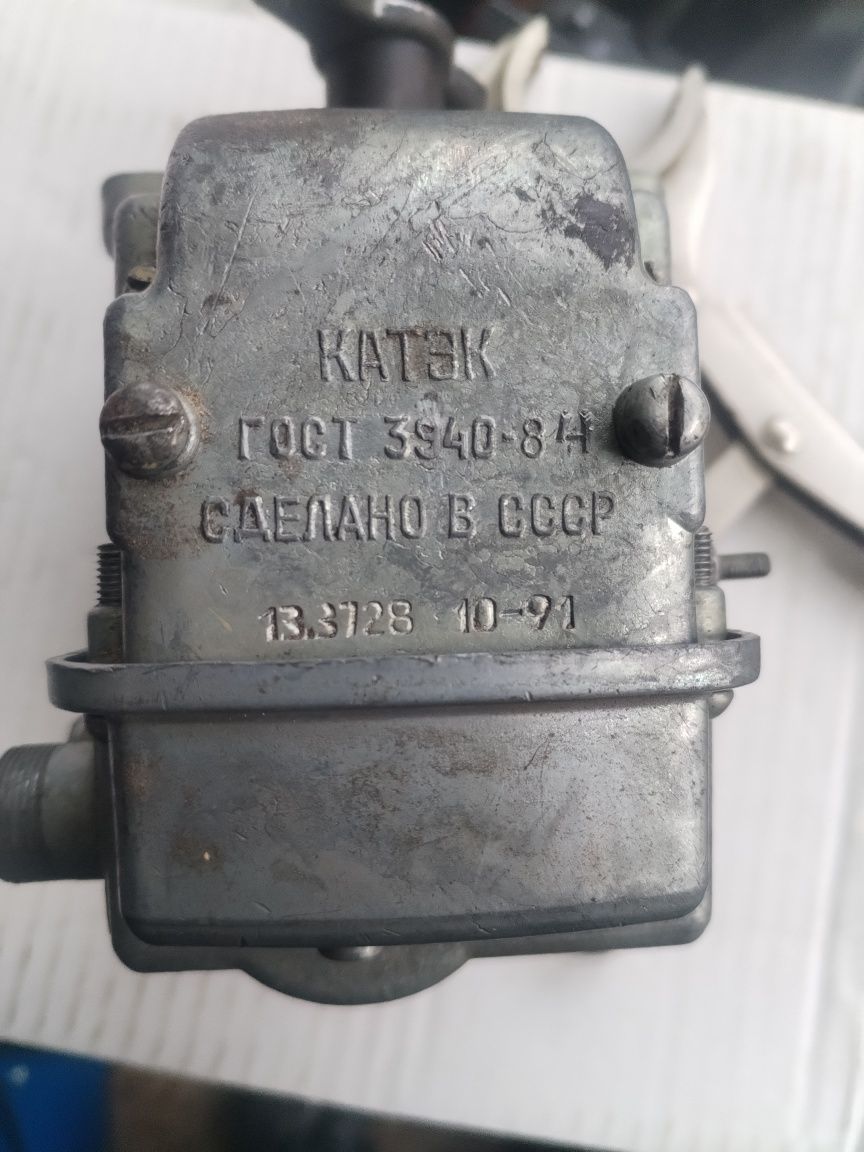 КАТЭК
ГОСТ 3940-84
СДЕЛАНО В СССР
13.3728 10-91